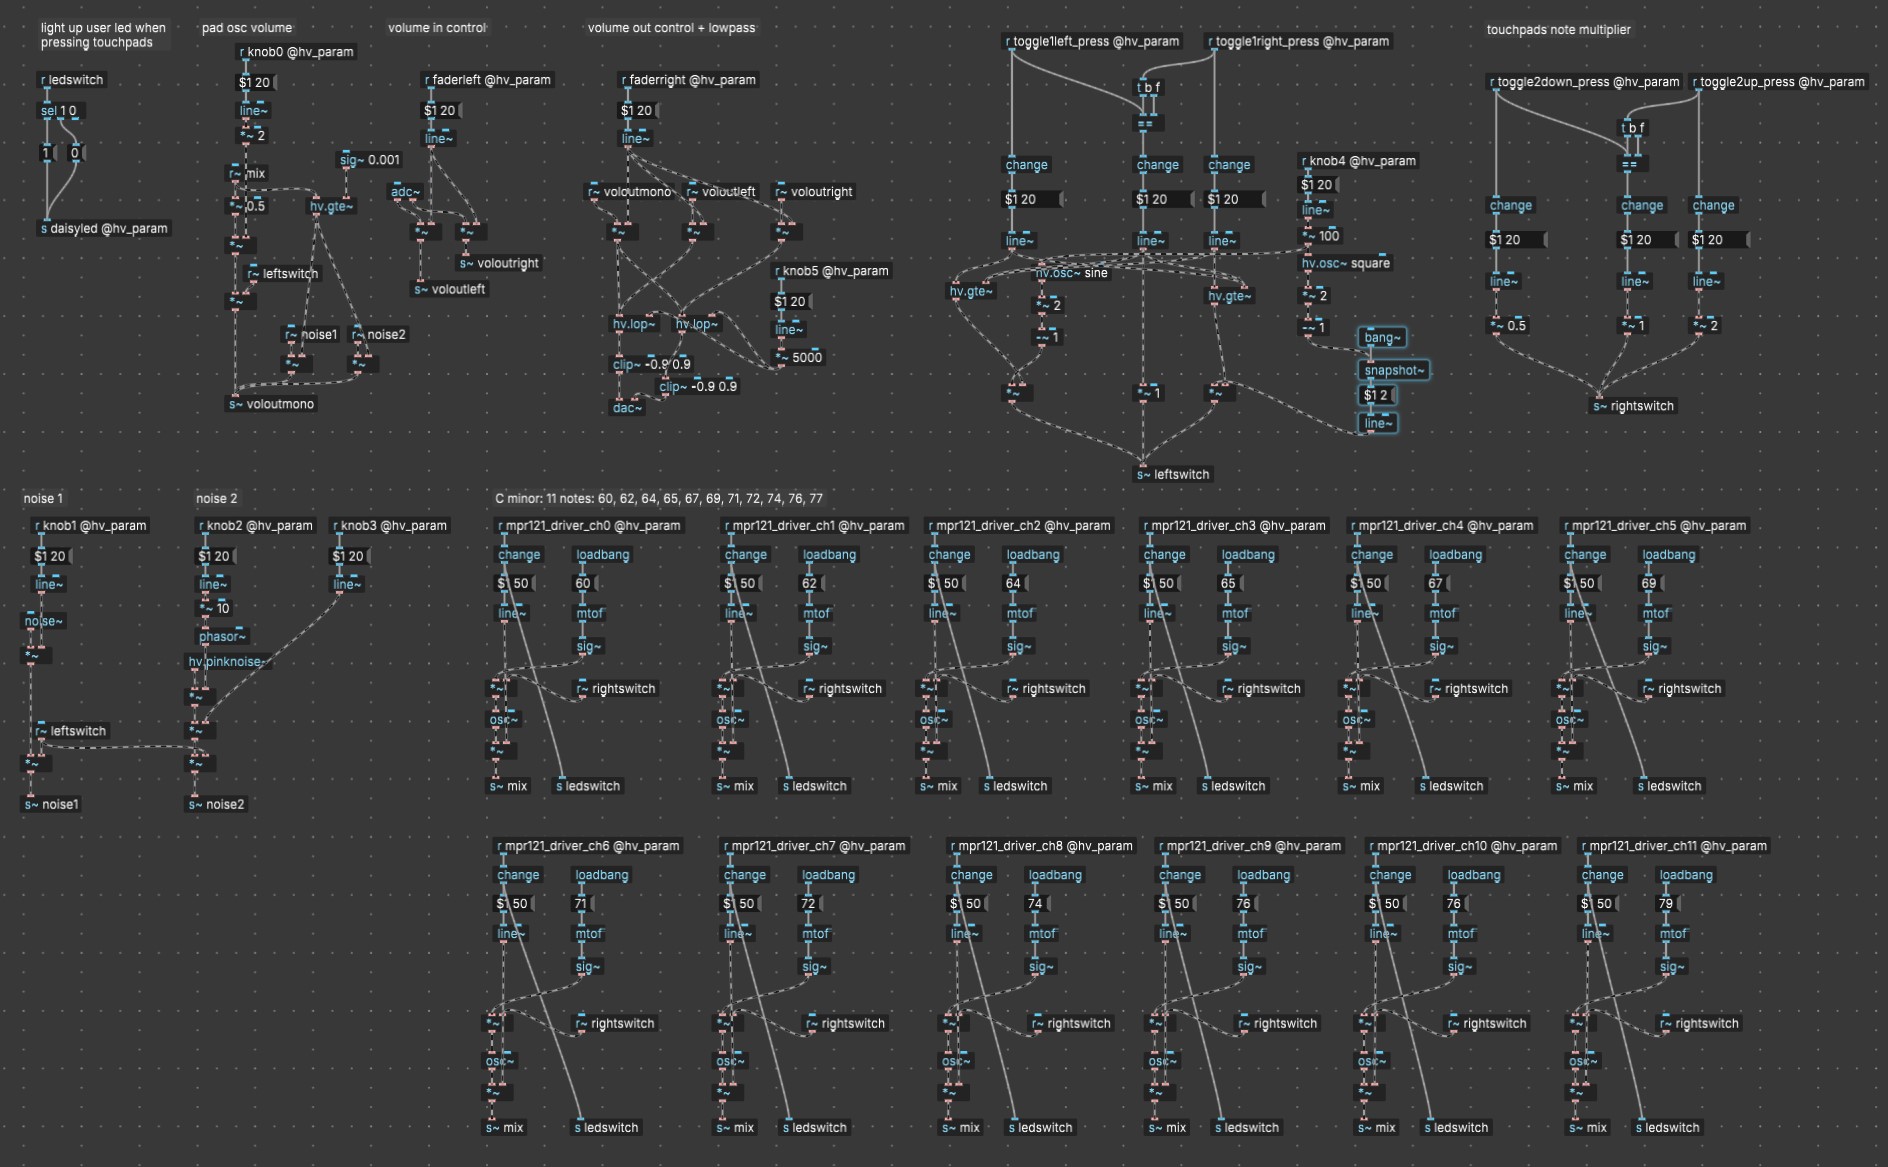 light up user led when
pressing touchpads
r ledswitch
sel 1 0
1
0
s daisyled @hv_param
pad osc volume
r knob0 @hv_param
$1 20
line~
*~ 2
r~ mix
*~ 0.5
sig~ 0.001
hv.gte~
*~
r~ leftswitch
*~
r~ noise1
r~ noise2
*~
*~
s~ voloutmono
volume in control
r faderleft @hv_param
$1 20
line~
adc~
*~
*~
s~ voloutright
s~ voloutleft
volume out control + lowpass
r faderright @hv_param
$1 20
line~
r~ voloutmono
r~ voloutleft
r~ voloutright
*~
*~
*~
r knob5 @hv_param
$1 20
line~
*~ 5000
hv.lop~
hv.lop~
clip~ -0.9 0.9
clip~ -0.9 0.9
dac~
r toggle1left_press @hv_param
r toggle1right_press @hv_param
t b f
==
change
change
change
$1 20
$1 20
$1 20
line~
line~
line~
r knob4 @hv_param
$1 20
line~
*~ 100
hv.osc~ square
*~ 2
-~ 1
hv.gte~
hv.osc~ sine
*~ 2
-~ 1
hv.gte~
bang~
snapshot~
$1 2
line~
*~
*~ 1
*~
s~ leftswitch
touchpads note multiplier
r toggle2down_press @hv_param
r toggle2up_press @hv_param
t b f
==
change
change
change
$1 20
$1 20
$1 20
line~
line~
line~
*~ 0.5
*~ 1
*~ 2
s~ rightswitch
noise 1
r knob1 @hv_param
$1 20
line~
noise~
*~
r~ leftswitch
*~
s~ noise1
noise 2
r knob2 @hv_param
r knob3 @hv_param
$1 20
$1 20
line~
line~
*~ 10
phasor~
hv.pinknoise~
*~
*~
*~
s~ noise2
C minor: 11 notes: 60, 62, 64, 65, 67, 69, 71, 72, 74, 76, 77
r mpr121_driver_ch0 @hv_param
change
loadbang
$1 50
60
line~
mtof
sig~
*~
r~ rightswitch
osc~
*~
s~ mix
s ledswitch
r mpr121_driver_ch1 @hv_param
change
loadbang
$1 50
62
line~
mtof
sig~
*~
r~ rightswitch
osc~
*~
s~ mix
s ledswitch
r mpr121_driver_ch2 @hv_param
change
loadbang
$1 50
64
line~
mtof
sig~
*~
r~ rightswitch
osc~
*~
s~ mix
s ledswitch
r mpr121_driver_ch3 @hv_param
change
loadbang
$1 50
65
line~
mtof
sig~
*~
r~ rightswitch
osc~
*~
s~ mix
s ledswitch
r mpr121_driver_ch4 @hv_param
change
loadbang
$1 50
67
line~
mtof
sig~
*~
r~ rightswitch
osc~
*~
s~ mix
s ledswitch
r mpr121_driver_ch5 @hv_param
change
loadbang
$1 50
69
line~
mtof
sig~
*~
r~ rightswitch
osc~
*~
s~ mix
s ledswitch
r mpr121_driver_ch6 @hv_param
change
loadbang
$1 50
71
line~
mtof
sig~
*~
r~ rightswitch
osc~
*~
s~ mix
s ledswitch
r mpr121_driver_ch7 @hv_param
change
loadbang
$1 50
72
line~
mtof
sig~
*~
r~ rightswitch
osc~
*~
s~ mix
s ledswitch
r mpr121_driver_ch8 @hv_param
change
loadbang
$1 50
74
line~
mtof
sig~
*~
r~ rightswitch
osc~
*~
s~ mix
s ledswitch
r mpr121_driver_ch9 @hv_param
change
loadbang
$1 50
76
line~
mtof
sig~
*~
r~ rightswitch
osc~
*~
s~ mix
s ledswitch
r mpr121_driver_ch10 @hv_param
change
loadbang
$1 50
76
line~
mtof
sig~
*~
r~ rightswitch
osc~
*~
s~ mix
s ledswitch
r mpr121_driver_ch11 @hv_param
change
loadbang
$1 50
79
line~
mtof
sig~
*~
r~ rightswitch
osc~
*~
s~ mix
s ledswitch